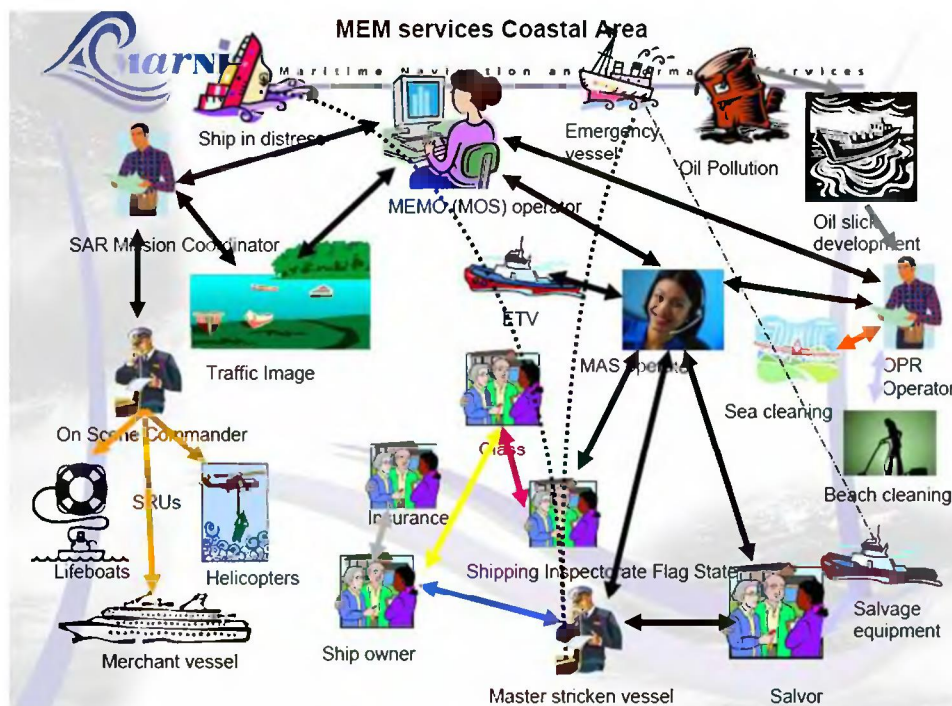 MEM services Coastal Area
MarNI
Maritime Navigation and
Services
Ship in distress
Emergency
vessel
Oil Pollution
MEMO (MOS) operator
Oil slick
development
SAR Mission Coordinator
ETV
Traffic Image
MAS operator
OPR
Operator
Sea cleaning
On Scene Commander
Class
Beach cleaning
SRUs
Insurance
Lifeboats
Helicopters
Shipping Inspectorate Flag State
Salvage
equipment
Merchant vessel
Ship owner
Master stricken vessel
Salvor